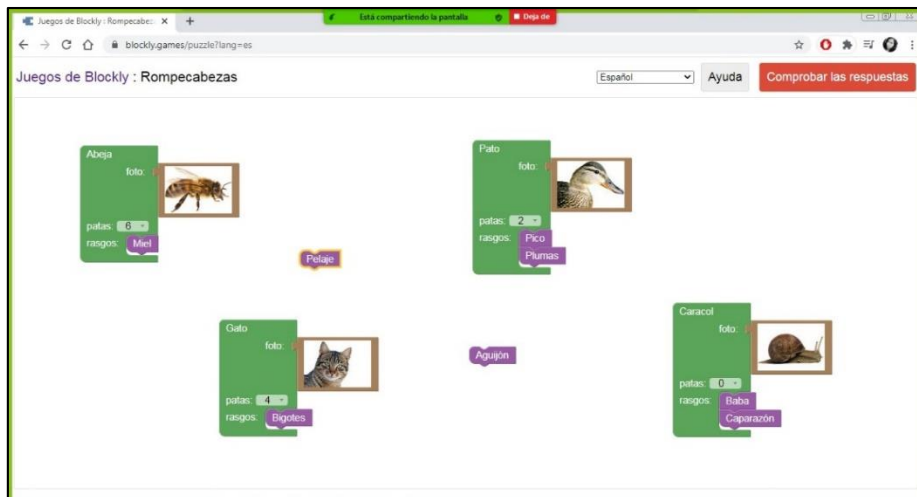 Juegos de Blockly : Rompecabez
Está compartiendo la pantalla
Deja de
blockly.games/puzzle?lang=es
Juegos de Blockly : Rompecabezas
Español
Ayuda
Comprobar las respuestas
Abeja
foto:
patas: 6
rasgos: Miel
Pelaje
Pato
foto:
patas: 2
rasgos: Pico
Plumas
Gato
foto:
patas: 4
rasgos: Bigotes
Aguijón
Caracol
foto:
patas: 0
rasgos: Baba
Caparazón